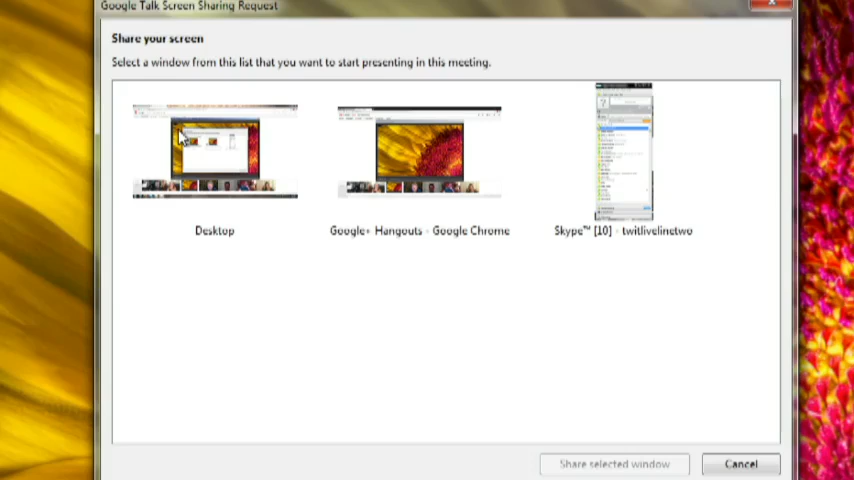 Google Talk Screen Sharing Request
Share your screen
Select a window from this list that you want to start presenting in this meeting.
Desktop
Google+ Hangouts - Google Chrome
Skype™ [10] - twitlivelinetwo
Share selected window
Cancel